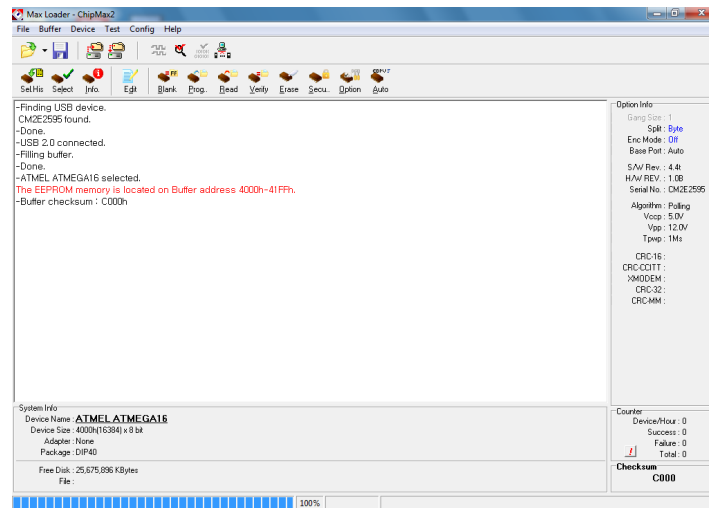 Max Loader - ChipMax2
File Buffer Device Test Config Help
Sel.His Select Info. Edit Blank Prog. Read Verify Erase Secu.. Option Auto
-Finding USB device.
CM2E2595 found.
-Done.
-USB 2.0 connected.
-Filling buffer.
-Done.
-ATMEL ATMEGA16 selected.
The EEPROM memory is located on Buffer address 4000h-41FFh.
-Buffer checksum : C000h
Option Info
Gang Size : 1
Split : Byte
Enc Mode : Off
Base Port : Auto
S/W Rev. : 4.4t
H/W REV. : 1.0B
Serial No. : CM2E2595
Algorithm : Polling
Vccp : 5.0V
Vpp : 12.0V
Tpwp : 1Ms
CRC-16 :
CRC-CCITT :
XMODEM :
CRC-32 :
CRC-MM :
System Info
Device Name : ATMEL ATMEGA16
Device Size : 4000h(16384) x 8 bit
Adapter : None
Package : DIP40
Free Disk : 25,675,896 KBytes
File :
Counter
Device/Hour : 0
Success : 0
Failure : 0
Total : 0
Checksum
C000
100%